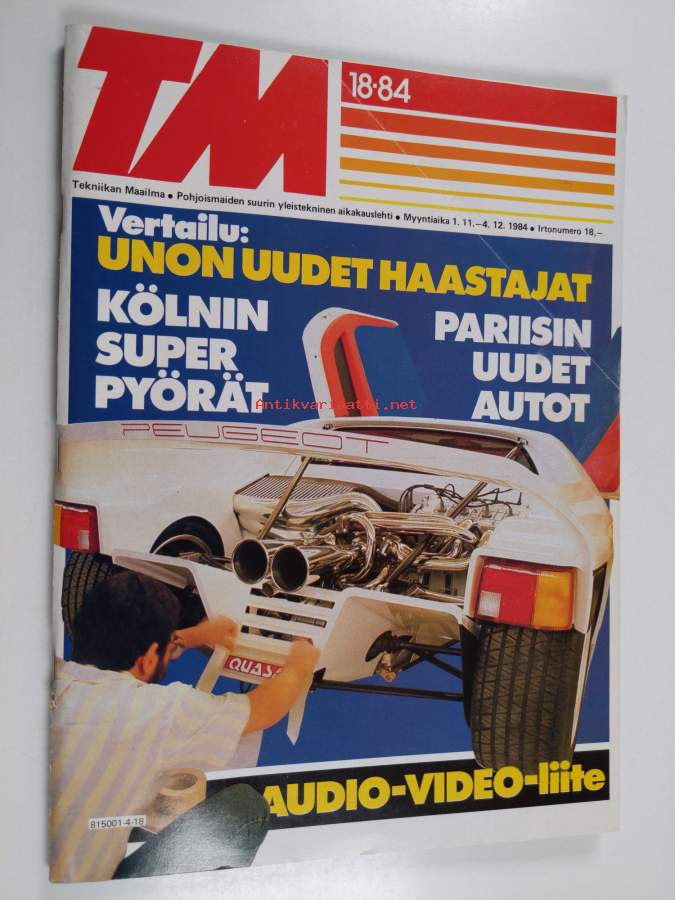 TM
18•84
Tekniikan Maailma • Pohjoismaiden suurin yleistekninen aikakauslehti • Myyntiaika 1. 11.–4. 12. 1984 • Irtonumero 18,–
Vertailu:
UNON UUDET HAASTAJAT
KÖLNIN
SUPER
PYÖRÄT
PARIISIN
UUDET
AUTOT
Antikvariaatti.net
PEUGEOT
QUAS
AUDIO-VIDEO-liite
815001-4-18